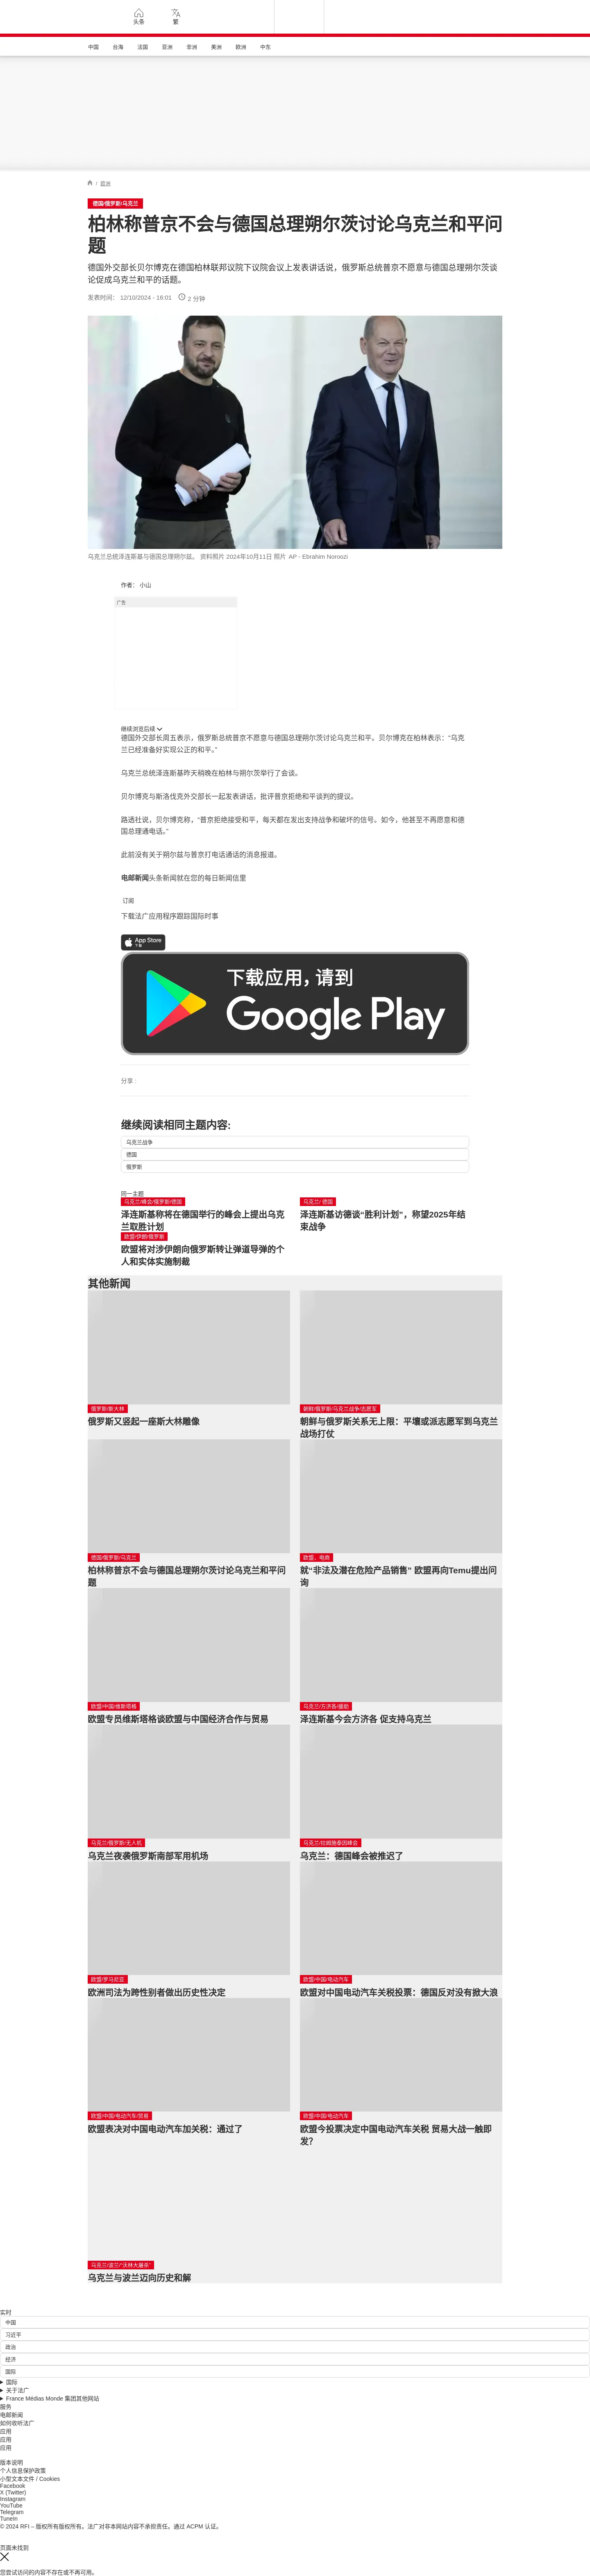 头条
繁
中国 台海 法国 亚洲 非洲 美洲 欧洲 中东
/ 欧洲
德国/俄罗斯/乌克兰
柏林称普京不会与德国总理朔尔茨讨论乌克兰和平问
题
德国外交部长贝尔博克在德国柏林联邦议院下议院会议上发表讲话说，俄罗斯总统普京不愿意与德国总理朔尔茨谈
论促成乌克兰和平的话题。
发表时间： 12/10/2024 - 16:01 2 分钟
乌克兰总统泽连斯基与德国总理朔尔兹。 资料照片 2024年10月11日 照片 AP - Ebrahim Noroozi
作者： 小山
广告
继续浏览后续
德国外交部长周五表示，俄罗斯总统普京不愿意与德国总理朔尔茨讨论乌克兰和平。贝尔博克在柏林表示：“乌克
兰已经准备好实现公正的和平。”
乌克兰总统泽连斯基昨天稍晚在柏林与朔尔茨举行了会谈。
贝尔博克与斯洛伐克外交部长一起发表讲话，批评普京拒绝和平谈判的提议。
路透社说，贝尔博克称，“普京拒绝接受和平，每天都在发出支持战争和破坏的信号。如今，他甚至不再愿意和德
国总理通电话。”
此前没有关于朔尔兹与普京打电话通话的消息报道。
电邮新闻头条新闻就在您的每日新闻信里
订阅
下载法广应用程序跟踪国际时事
App Store
下载
下载应用，请到
Google Play
分享 :
继续阅读相同主题内容:
乌克兰战争
德国
俄罗斯
同一主题
乌克兰/峰会/俄罗斯/德国
泽连斯基称将在德国举行的峰会上提出乌克
兰取胜计划
乌克兰/ 德国
泽连斯基访德谈“胜利计划”，称望2025年结
束战争
欧盟/伊朗/俄罗斯
欧盟将对涉伊朗向俄罗斯转让弹道导弹的个
人和实体实施制裁
其他新闻
俄罗斯/斯大林
俄罗斯又竖起一座斯大林雕像
朝鲜/俄罗斯/乌克兰战争/志愿军
朝鲜与俄罗斯关系无上限：平壤或派志愿军到乌克兰
战场打仗
德国/俄罗斯/乌克兰
柏林称普京不会与德国总理朔尔茨讨论乌克兰和平问
题
欧盟，电商
就“非法及潜在危险产品销售” 欧盟再向Temu提出问
询
欧盟/中国/维斯塔格
欧盟专员维斯塔格谈欧盟与中国经济合作与贸易
乌克兰/方济各/援助
泽连斯基今会方济各 促支持乌克兰
乌克兰/俄罗斯/无人机
乌克兰夜袭俄罗斯南部军用机场
乌克兰/拉姆施泰因峰会
乌克兰：德国峰会被推迟了
欧盟/罗马尼亚
欧洲司法为跨性别者做出历史性决定
欧盟/中国/电动汽车
欧盟对中国电动汽车关税投票：德国反对没有掀大浪
欧盟/中国/电动汽车/贸易
欧盟表决对中国电动汽车加关税：通过了
欧盟/中国/电动汽车
欧盟今投票决定中国电动汽车关税 贸易大战一触即
发?
乌克兰/波兰/“沃林大屠杀”
乌克兰与波兰迈向历史和解
实时
中国
习近平
政治
经济
国际
国际
关于法广
France Médias Monde 集团其他网站
服务
电邮新闻
如何收听法广
应用
应用
应用
版本说明
个人信息保护政策
小型文本文件 / Cookies
Facebook
X (Twitter)
Instagram
YouTube
Telegram
TuneIn
© 2024 RFI – 版权所有版权所有。法广对非本网站内容不承担责任。通过 ACPM 认证。
页面未找到
您尝试访问的内容不存在或不再可用。